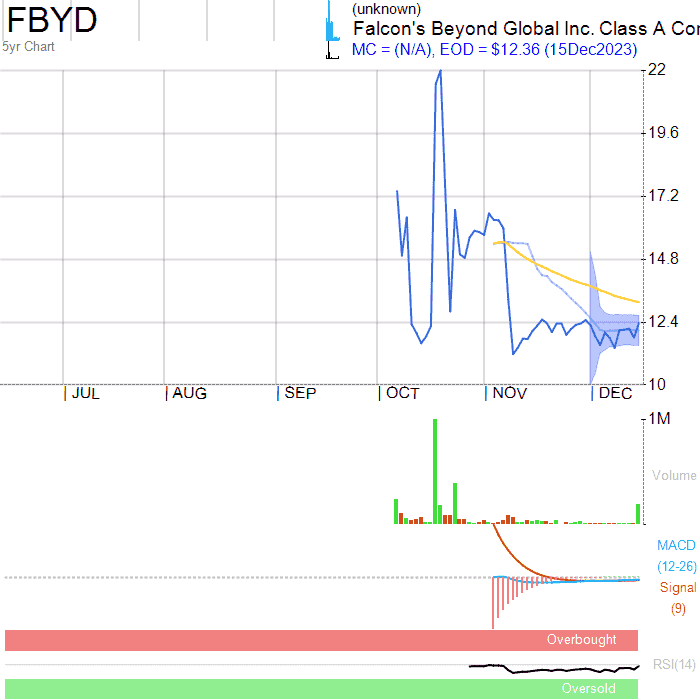 FBYD
5yr Chart
(unknown)
Falcon's Beyond Global Inc. Class A Cor
MC = (N/A), EOD = $12.36 (15Dec2023)
22
19.6
17.2
14.8
12.4
10
JUL AUG SEP OCT NOV DEC
1M
Volume
MACD
(12-26)
Signal
(9)
Overbought
RSI(14)
Oversold